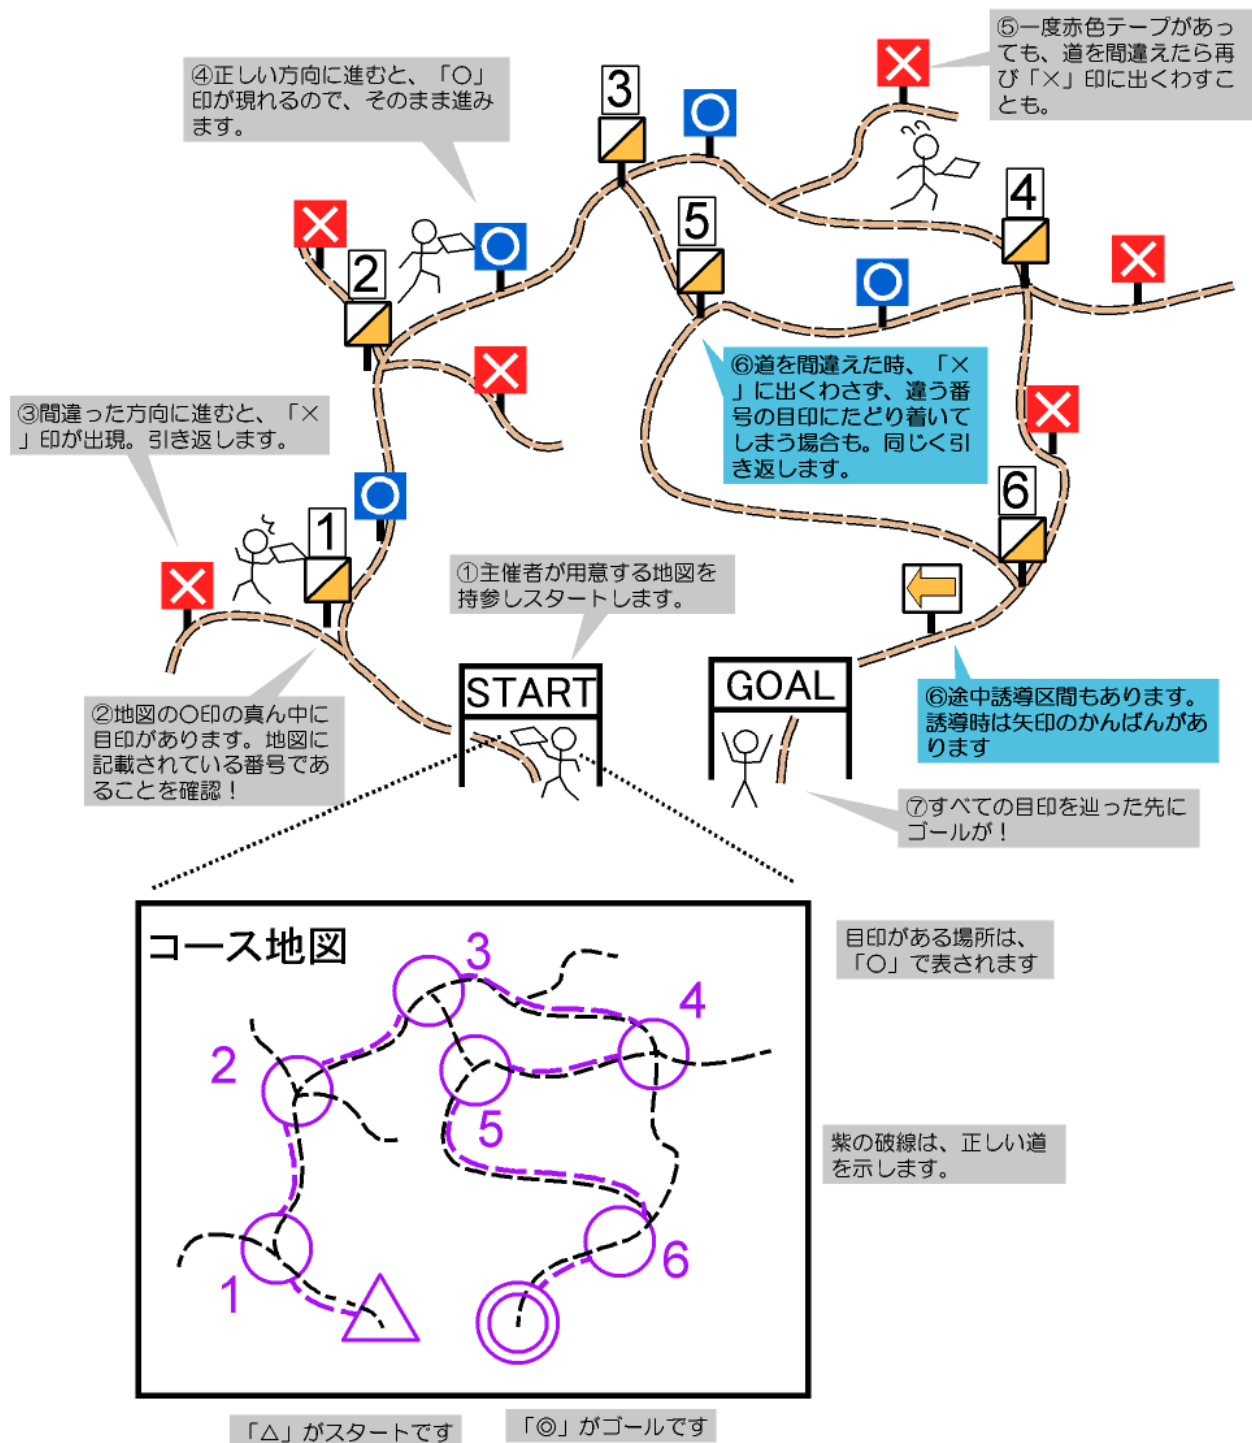 ⑤一度赤色テープがあっ
ても、道を間違えたら再
び「×」印に出くわすこ
とも。
④正しい方向に進むと、「〇」
印が現れるので、そのまま進み
ます。
3
4
5
2
⑥道を間違えた時、「×
」に出くわさず、違う番
号の目印にたどり着いて
しまう場合も。同じく引
き返します。
③間違った方向に進むと、「×
」印が出現。引き返します。
6
1
①主催者が用意する地図を
持参しスタートします。
START
GOAL
②地図の〇印の真ん中に
目印があります。地図に
記載されている番号であ
ることを確認！
⑥途中誘導区間もあります。
誘導時は矢印のかんばんがあ
ります
⑦すべての目印を辿った先に
ゴールが！
コース地図
3
4
2
5
6
1
目印がある場所は、
「〇」で表されます
紫の破線は、正しい道
を示します。
「△」がスタートです
「◎」がゴールです